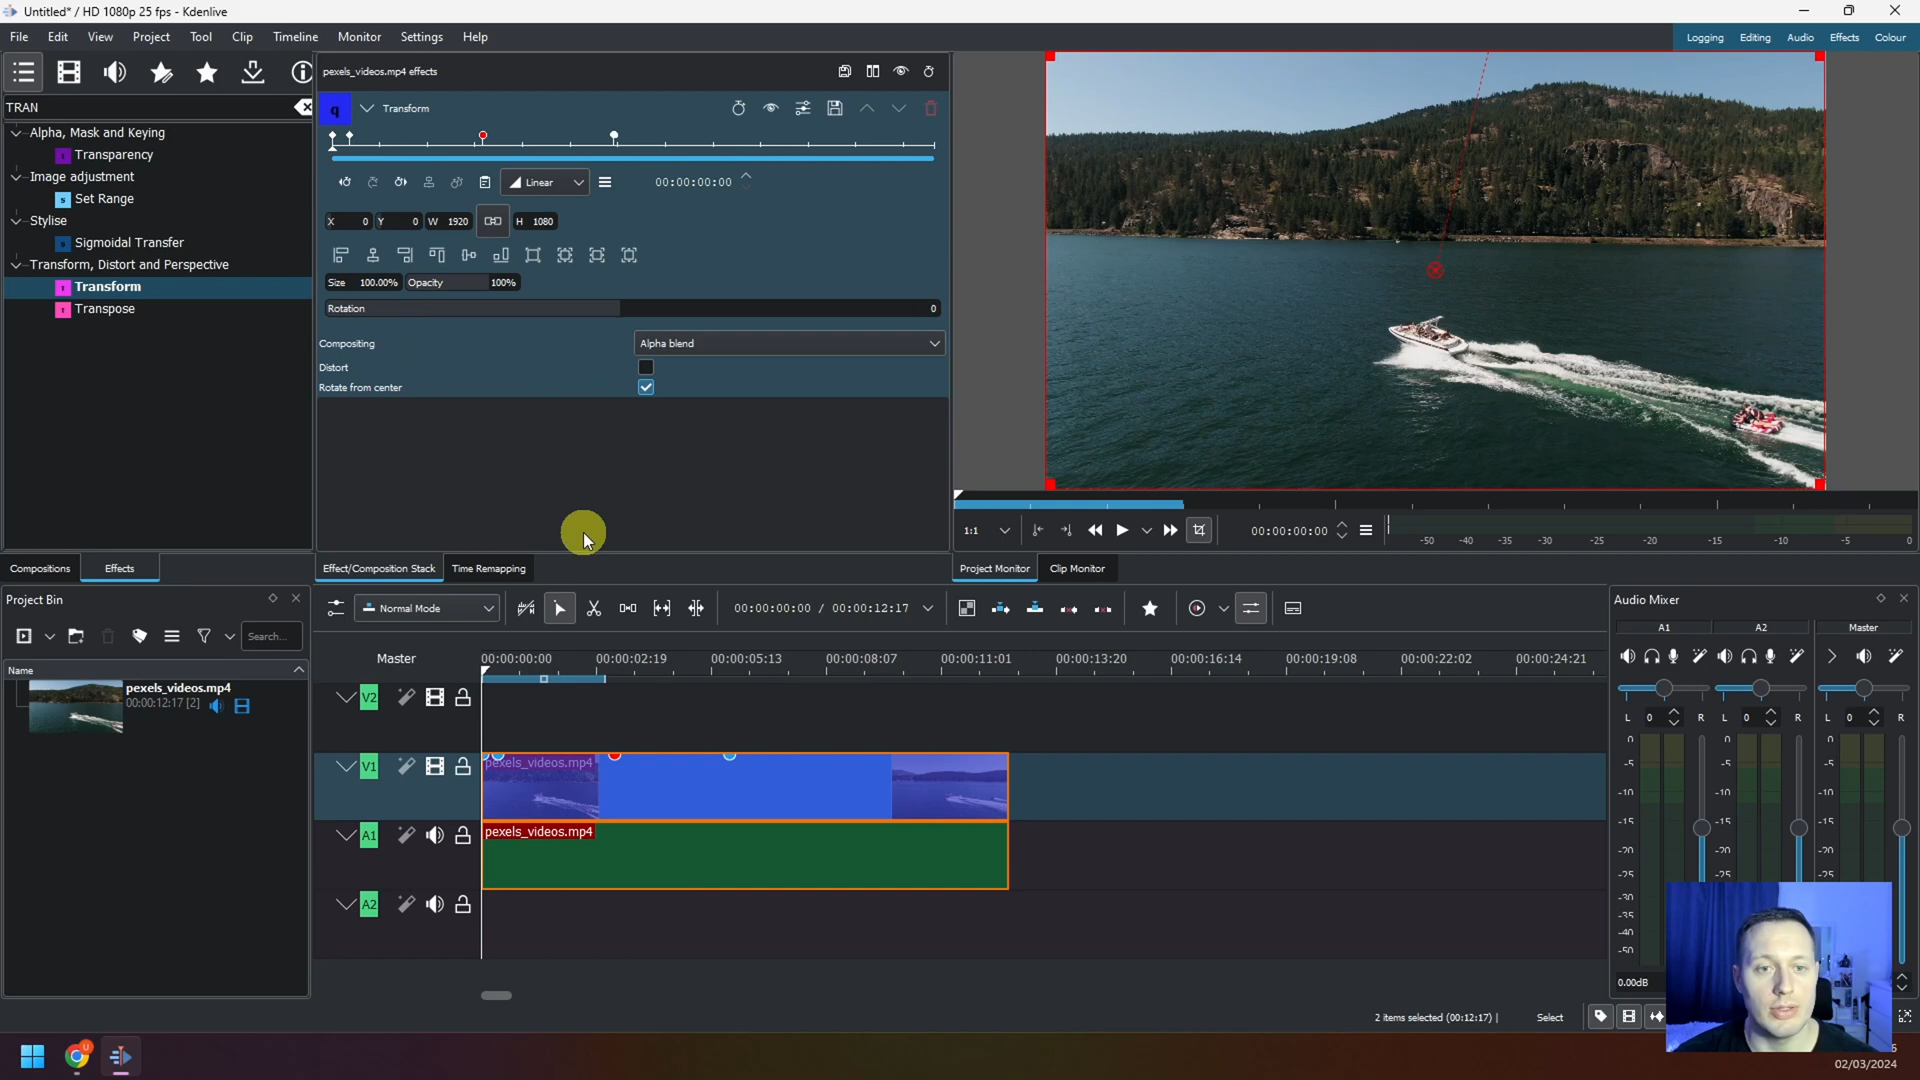 Untitled* / HD 1080p 25 fps - Kdenlive
File Edit View Project Tool Clip Timeline Monitor Settings Help
Logging Editing Audio Effects Colour
TRAN
Alpha, Mask and Keying
Transparency
Image adjustment
Set Range
Stylise
Sigmoidal Transfer
Transform, Distort and Perspective
Transform
Transpose
Compositions Effects
pexels_videos.mp4 effects
Transform
Linear 00:00:00:00
X 0 Y 0 W 1920 H 1080
Size 100.00% Opacity 100%
Rotation 0
Compositing Alpha blend
Distort
Rotate from center
Effect/Composition Stack Time Remapping
1:1 00:00:00:00 -50 -40 -35 -30 -25 -20 -15 -10 -5 0
Project Monitor Clip Monitor
Project Bin
Search...
Name
pexels_videos.mp4
00:00:12:17 [2]
Normal Mode 00:00:00:00 / 00:00:12:17
Master 00:00:00:00 00:00:02:19 00:00:05:13 00:00:08:07 00:00:11:01 00:00:13:20 00:00:16:14 00:00:19:08 00:00:22:02 00:00:24:21
V2
V1 pexels_videos.mp4
A1 pexels_videos.mp4
A2
Audio Mixer
A1 A2 Master
L 0 R L 0 R L 0 R
0 0 0
-5 -5 -5
-10 -10 -10
-15 -15 -15
-20 -20 -20
-25 -25 -25
-30
-35
-40
-50
0.00dB
2 items selected (00:12:17) | Select
02/03/2024